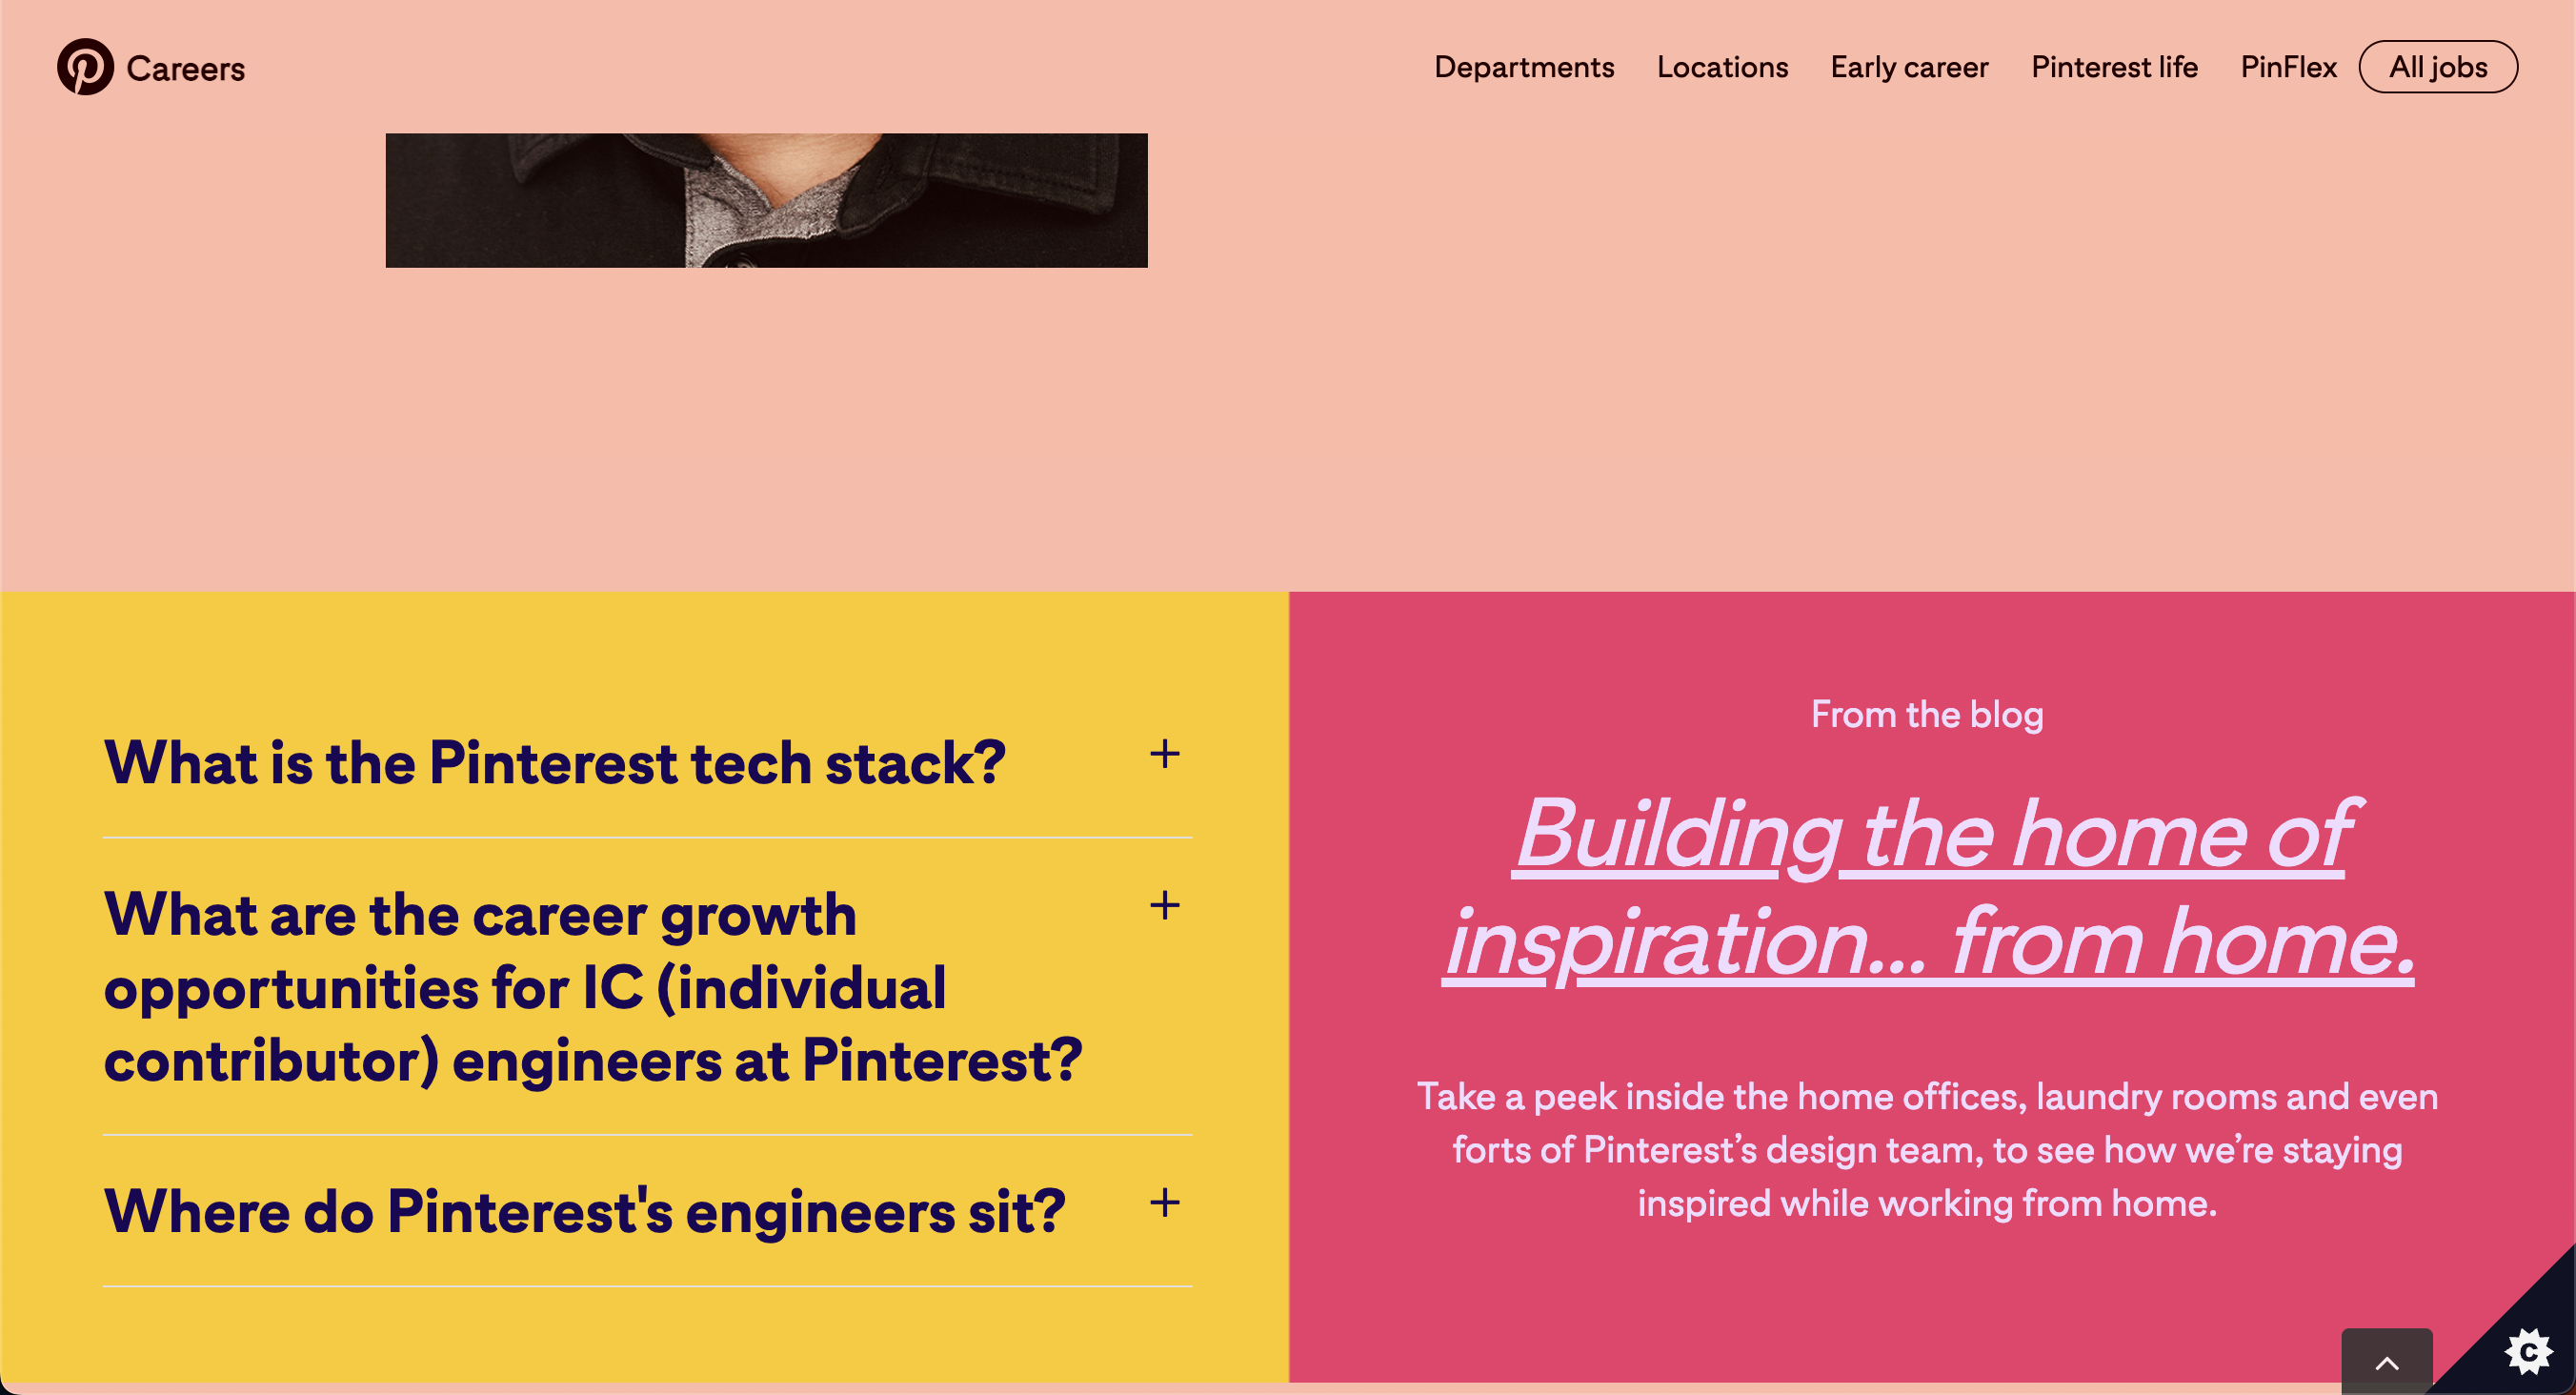 Careers
Departments
Locations
Early career
Pinterest life
PinFlex
All jobs
What is the Pinterest tech stack?
What are the career growth
opportunities for IC (individual
contributor) engineers at Pinterest?
Where do Pinterest's engineers sit?
From the blog
Building the home of
inspiration... from home.
Take a peek inside the home offices, laundry rooms and even
forts of Pinterest’s design team, to see how we’re staying
inspired while working from home.
C